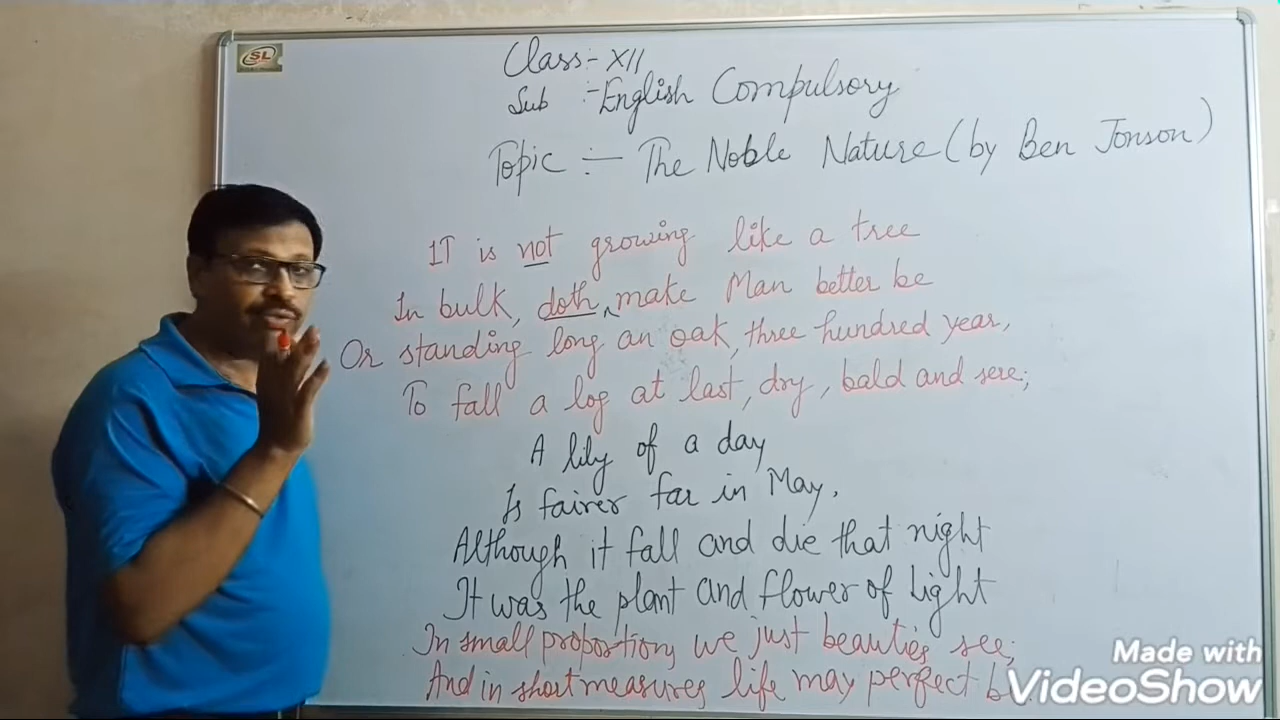 SL
Class:- XII
Sub :- English Compulsory
Topic :- The Noble Nature (by Ben Jonson)
IT is not growing like a tree
In bulk, doth ^ make Man better be
Or standing long an oak, three hundred year,
To fall a log at last, dry, bald and sere;
A lily of a day
Is fairer far in May,
Although it fall and die that night
It was the plant and flower of Light
In small proportions we just beauties see;
And in short measures life may perfect b
Made with
VideoShow